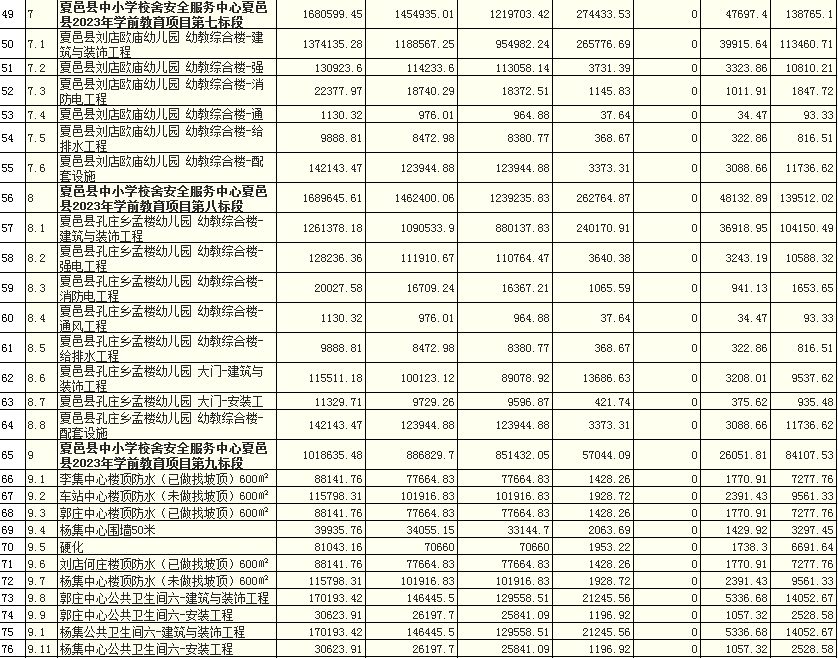 49 7 夏邑县中小学校舍安全服务中心夏邑县2023年学前教育项目第七标段 1680599.45 1454935.01 1219703.42 274433.53 0 47697.4 138765.1
50 7.1 夏邑县刘店欧庙幼儿园 幼教综合楼-建筑与装饰工程 1374135.28 1188567.25 954982.24 265776.69 0 39915.64 113460.71
51 7.2 夏邑县刘店欧庙幼儿园 幼教综合楼-强 130923.6 114233.6 113058.14 3731.39 0 3323.86 10810.21
52 7.3 夏邑县刘店欧庙幼儿园 幼教综合楼-消防电工程 22377.97 18740.29 18372.51 1145.83 0 1011.91 1847.72
53 7.4 夏邑县刘店欧庙幼儿园 幼教综合楼-通 1130.32 976.01 964.88 37.64 0 34.47 93.33
54 7.5 夏邑县刘店欧庙幼儿园 幼教综合楼-给排水工程 9888.81 8472.98 8380.77 368.67 0 322.86 816.51
55 7.6 夏邑县刘店欧庙幼儿园 幼教综合楼-配套设施 142143.47 123944.88 123944.88 3373.31 0 3088.66 11736.62
56 8 夏邑县中小学校舍安全服务中心夏邑县2023年学前教育项目第八标段 1689645.61 1462400.06 1239235.83 262764.87 0 48132.89 139512.02
57 8.1 夏邑县孔庄乡孟楼幼儿园 幼教综合楼-建筑与装饰工程 1261378.18 1090533.9 880137.83 240170.91 0 36918.95 104150.49
58 8.2 夏邑县孔庄乡孟楼幼儿园 幼教综合楼-强电工程 128236.36 111910.67 110764.47 3640.38 0 3243.19 10588.32
59 8.3 夏邑县孔庄乡孟楼幼儿园 幼教综合楼-消防电工程 20027.58 16709.24 16367.21 1065.59 0 941.13 1653.65
60 8.4 夏邑县孔庄乡孟楼幼儿园 幼教综合楼-通风工程 1130.32 976.01 964.88 37.64 0 34.47 93.33
61 8.5 夏邑县孔庄乡孟楼幼儿园 幼教综合楼-给排水工程 9888.81 8472.98 8380.77 368.67 0 322.86 816.51
62 8.6 夏邑县孔庄乡孟楼幼儿园 大门-建筑与装饰工程 115511.18 100123.12 89078.92 13686.63 0 3208.01 9537.62
63 8.7 夏邑县孔庄乡孟楼幼儿园 大门-安装工 11329.71 9729.26 9596.87 421.74 0 375.62 935.48
64 8.8 夏邑县孔庄乡孟楼幼儿园 幼教综合楼-配套设施 142143.47 123944.88 123944.88 3373.31 0 3088.66 11736.62
65 9 夏邑县中小学校舍安全服务中心夏邑县2023年学前教育项目第九标段 1018635.48 886829.7 851432.05 57044.09 0 26051.81 84107.53
66 9.1 李集中心楼顶防水（已做找坡顶）600㎡ 88141.76 77664.83 77664.83 1428.26 0 1770.91 7277.76
67 9.2 车站中心楼顶防水（未做找坡顶）600㎡ 115798.31 101916.83 101916.83 1928.72 0 2391.43 9561.33
68 9.3 郭庄中心楼顶防水（已做找坡顶）600㎡ 88141.76 77664.83 77664.83 1428.26 0 1770.91 7277.76
69 9.4 杨集中心围墙50米 39935.76 34055.15 33144.7 2063.69 0 1429.92 3297.45
70 9.5 硬化 81043.16 70660 70660 1953.22 0 1738.3 6691.64
71 9.6 刘店何庄楼顶防水（已做找坡顶）600㎡ 88141.76 77664.83 77664.83 1428.26 0 1770.91 7277.76
72 9.7 杨集中心楼顶防水（未做找坡顶）600㎡ 115798.31 101916.83 101916.83 1928.72 0 2391.43 9561.33
73 9.8 郭庄中心公共卫生间六-建筑与装饰工程 170193.42 146445.5 129558.51 21245.56 0 5336.68 14052.67
74 9.9 郭庄中心公共卫生间六-安装工程 30623.91 26197.7 25841.09 1196.92 0 1057.32 2528.58
75 9.1 杨集公共卫生间六-建筑与装饰工程 170193.42 146445.5 129558.51 21245.56 0 5336.68 14052.67
76 9.11 杨集中心公共卫生间六-安装工程 30623.91 26197.7 25841.09 1196.92 0 1057.32 2528.58